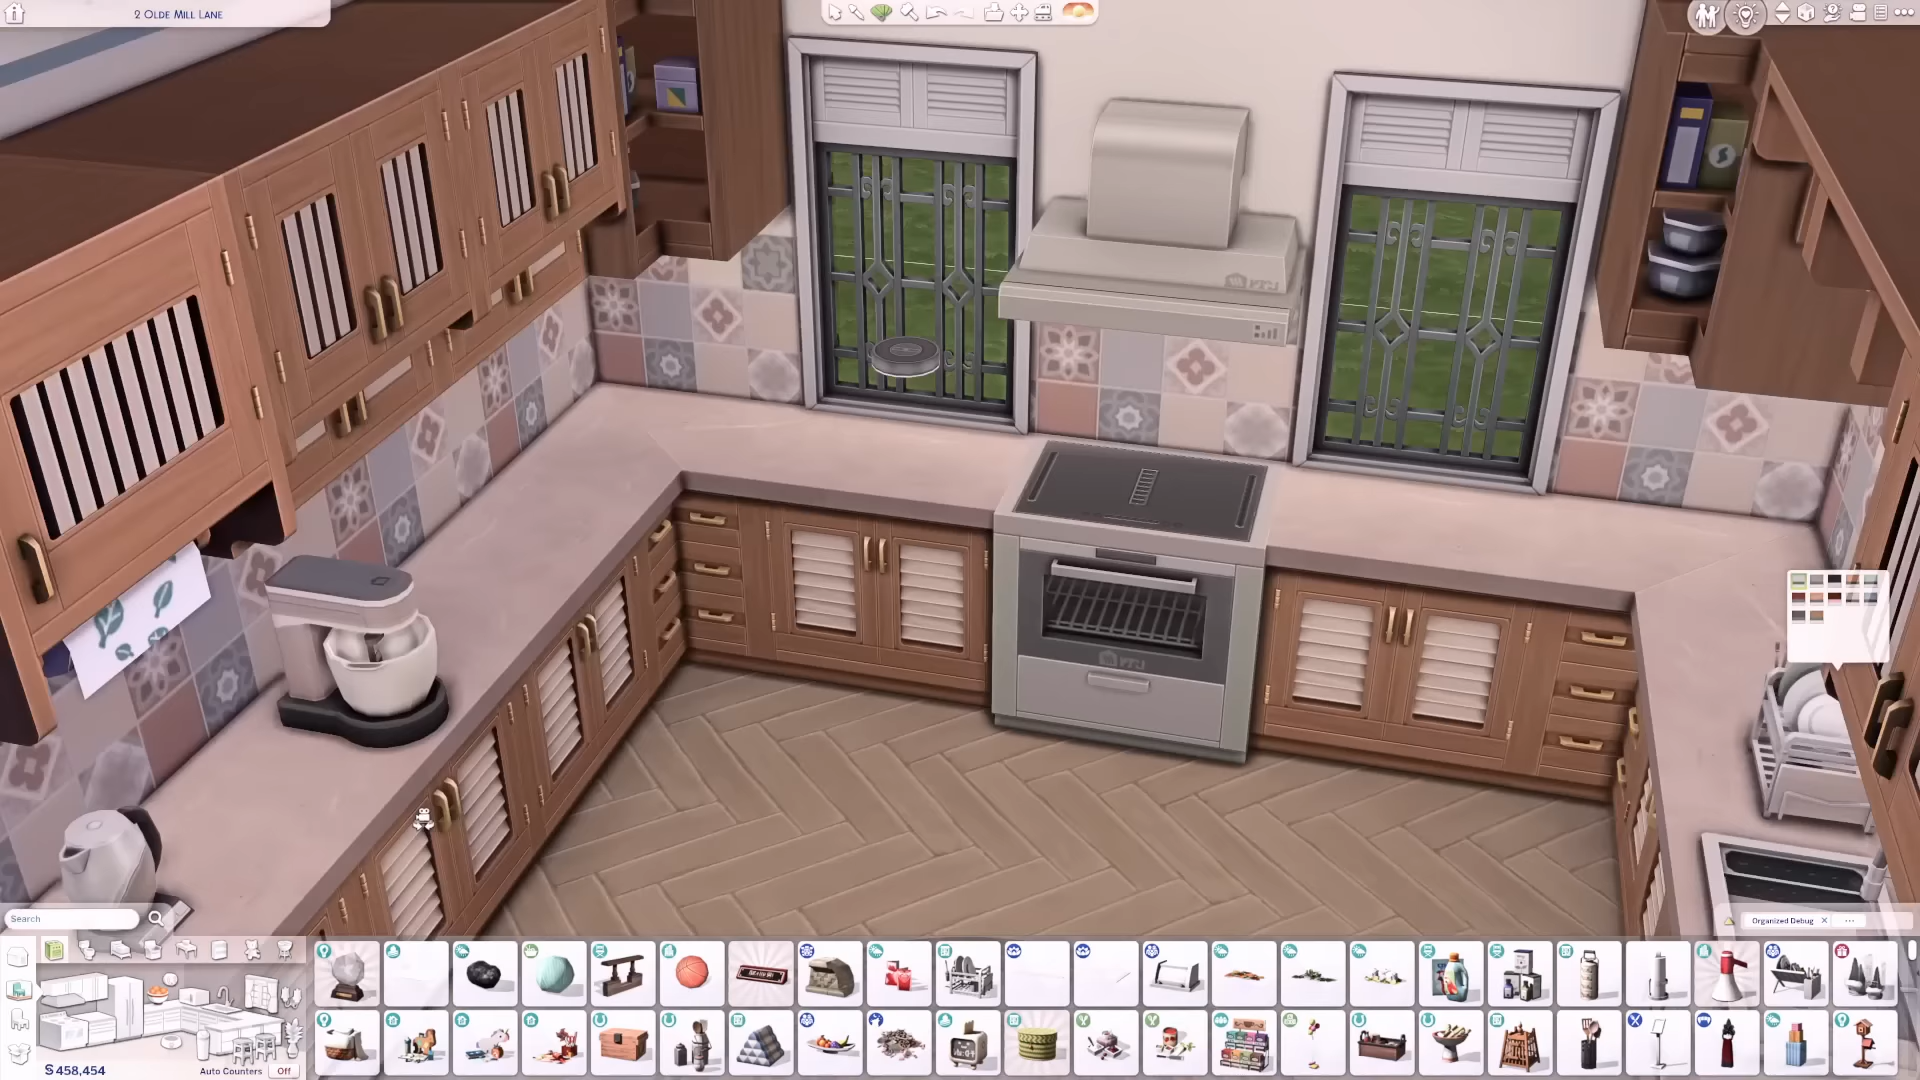 2 Olde Mill Lane
Search
Organized Debug
§458,454
Auto Counters
Off